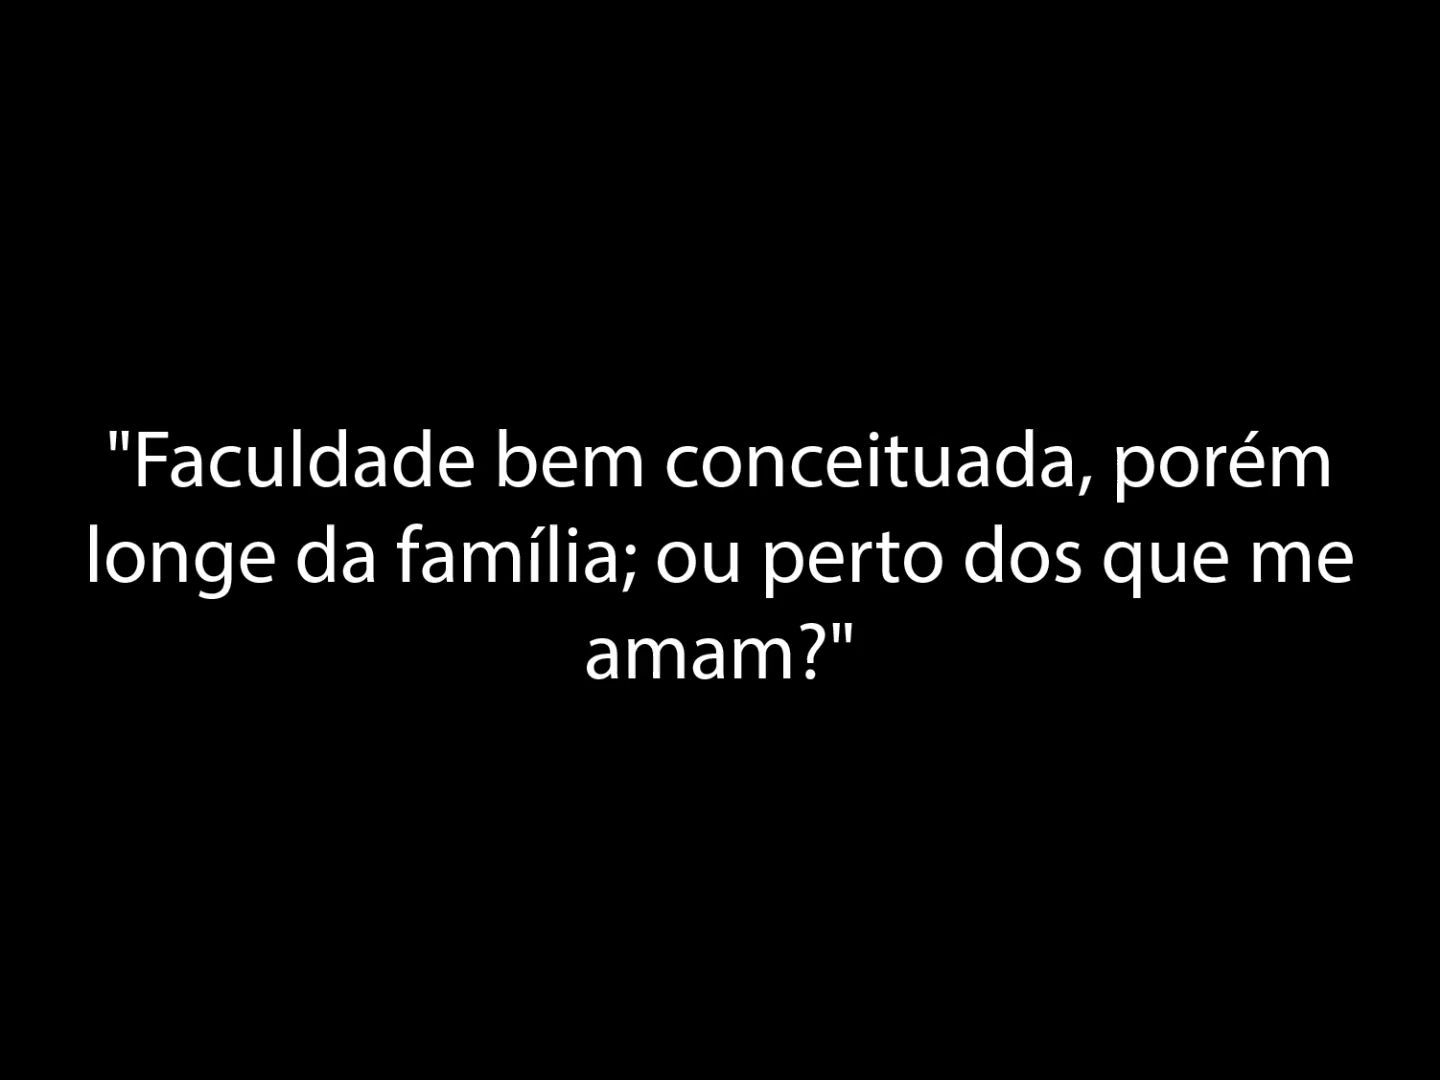 "Faculdade bem conceituada, porém
longe da família; ou perto dos que me
amam?"